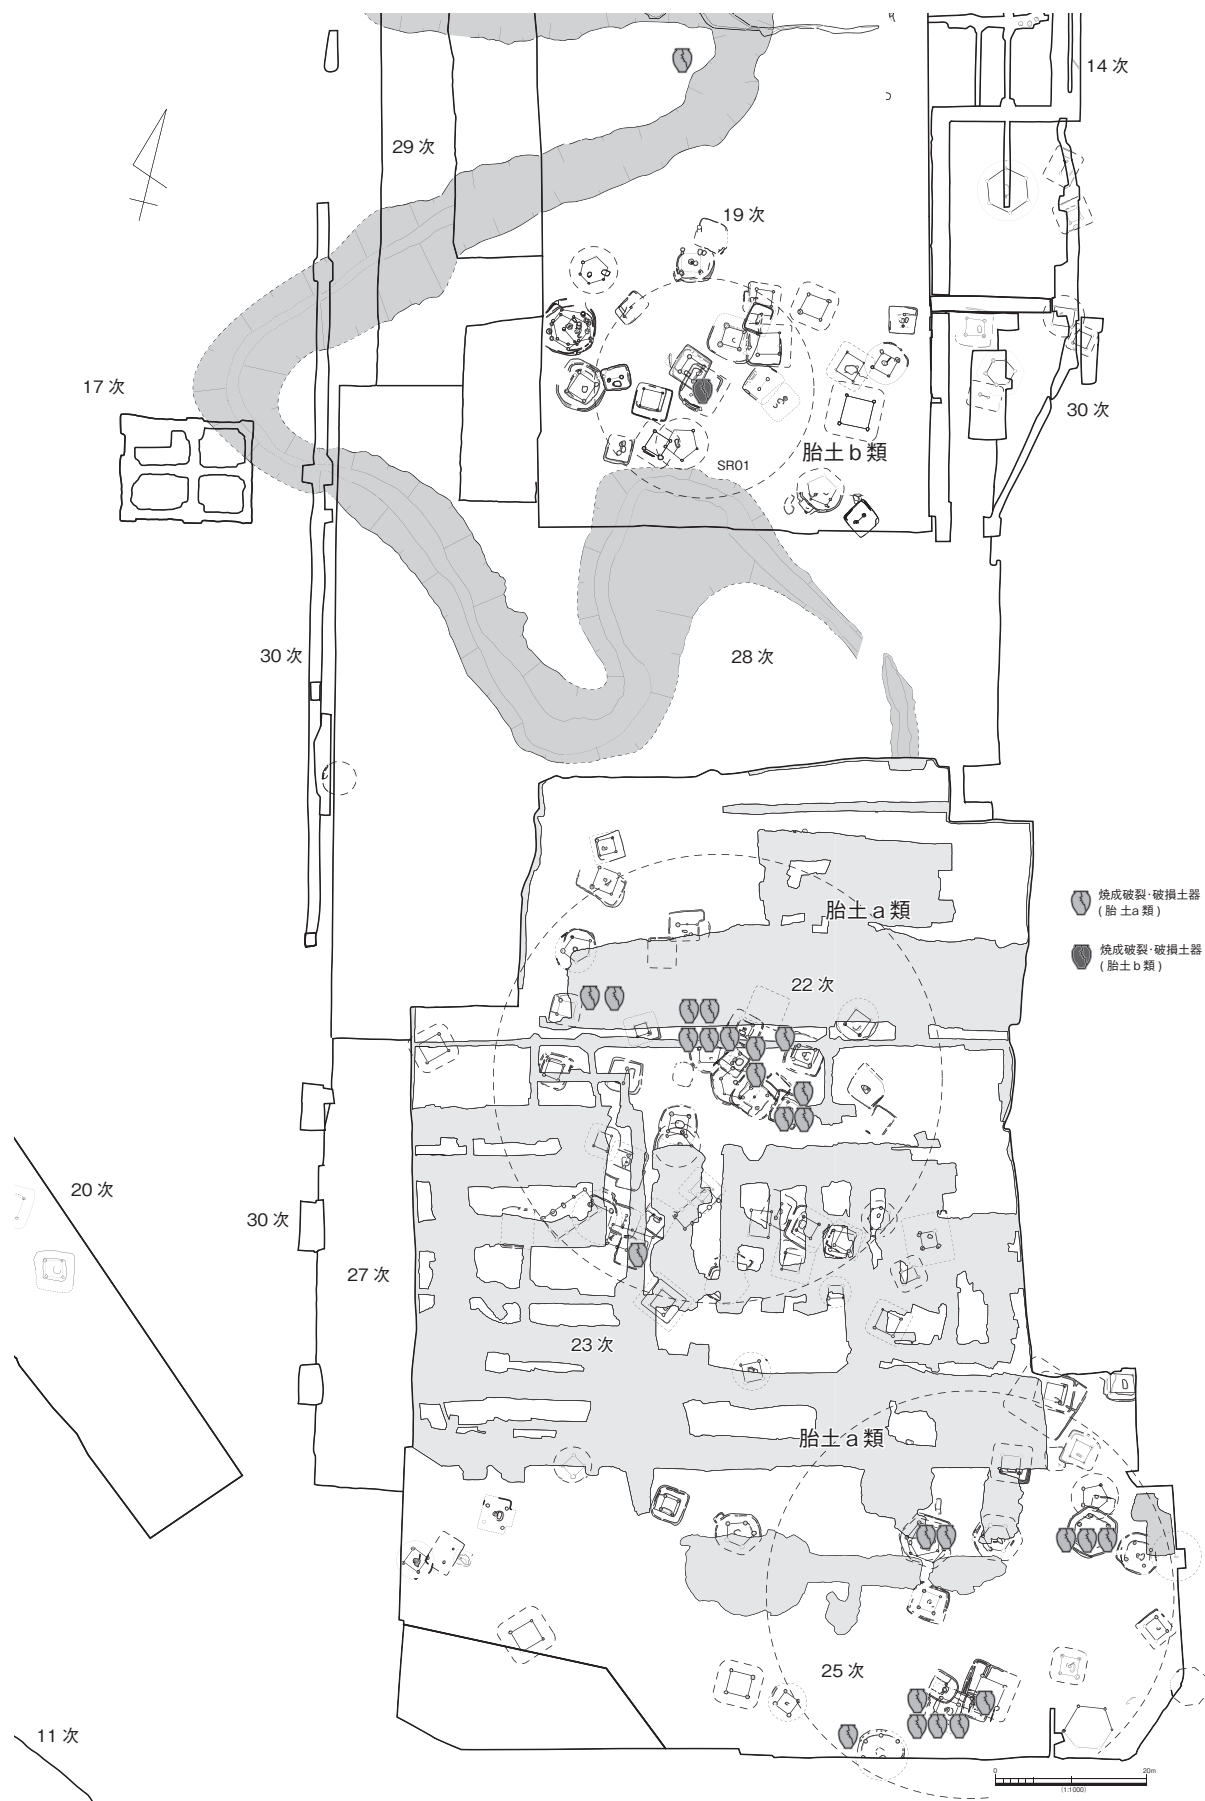 14 次
29 次
19 次
17 次
30 次
胎土 b 類
SR01
30 次
28 次
焼成破裂・破損土器
( 胎 土a 類 )
胎土 a 類
焼成破裂・破損土器
( 胎土 b 類 )
22 次
20 次
30 次
27 次
23 次
胎土 a 類
25 次
11 次
0 20m
(1:1000)